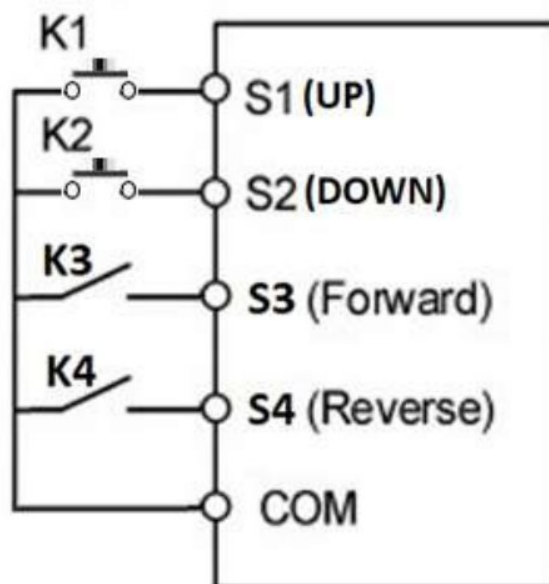 K1
S1 (UP)
K2
S2 (DOWN)
K3
S3 (Forward)
K4
S4 (Reverse)
COM